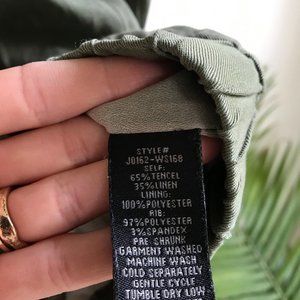 STYLE#
J0162-WS168
SELF:
65%TENCEL
35%LINEN
LINING:
100%POLYESTER
RIB:
97%POLYESTER
3%SPANDEX
PRE SHRUNK
GARMENT WASHED
MACHINE WASH
COLD SEPARATELY
GENTLE CYCLE
TUMBLE DRY LOW